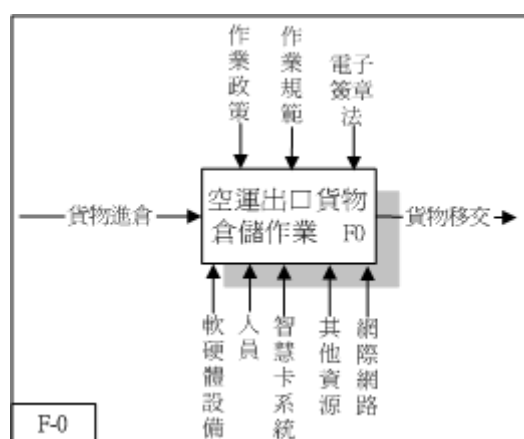 作業政策
作業規範
電子簽章法
貨物進倉
空運出口貨物
倉儲作業 F0
貨物移交
軟硬體設備
人員
智慧卡系統
其他資源
網際網路
F-0